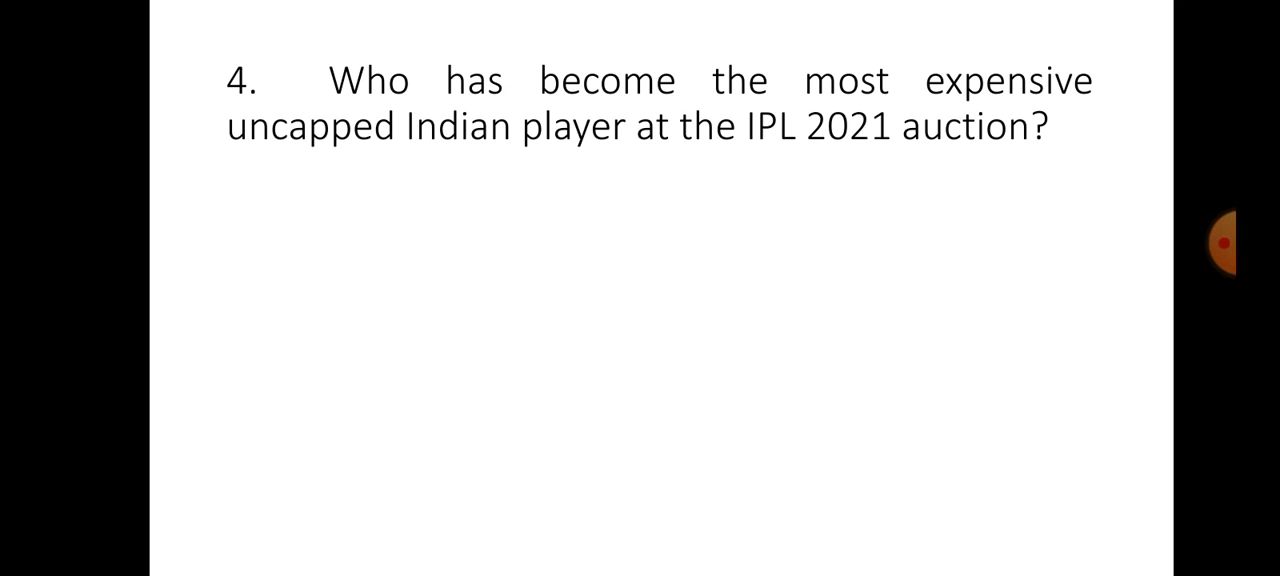 4. Who has become the most expensive
uncapped Indian player at the IPL 2021 auction?